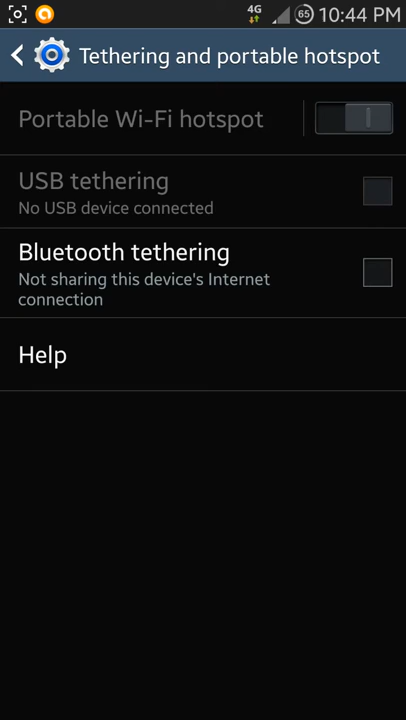 4G 65 10:44 PM
Tethering and portable hotspot
Portable Wi-Fi hotspot
USB tethering
No USB device connected
Bluetooth tethering
Not sharing this device's Internet
connection
Help